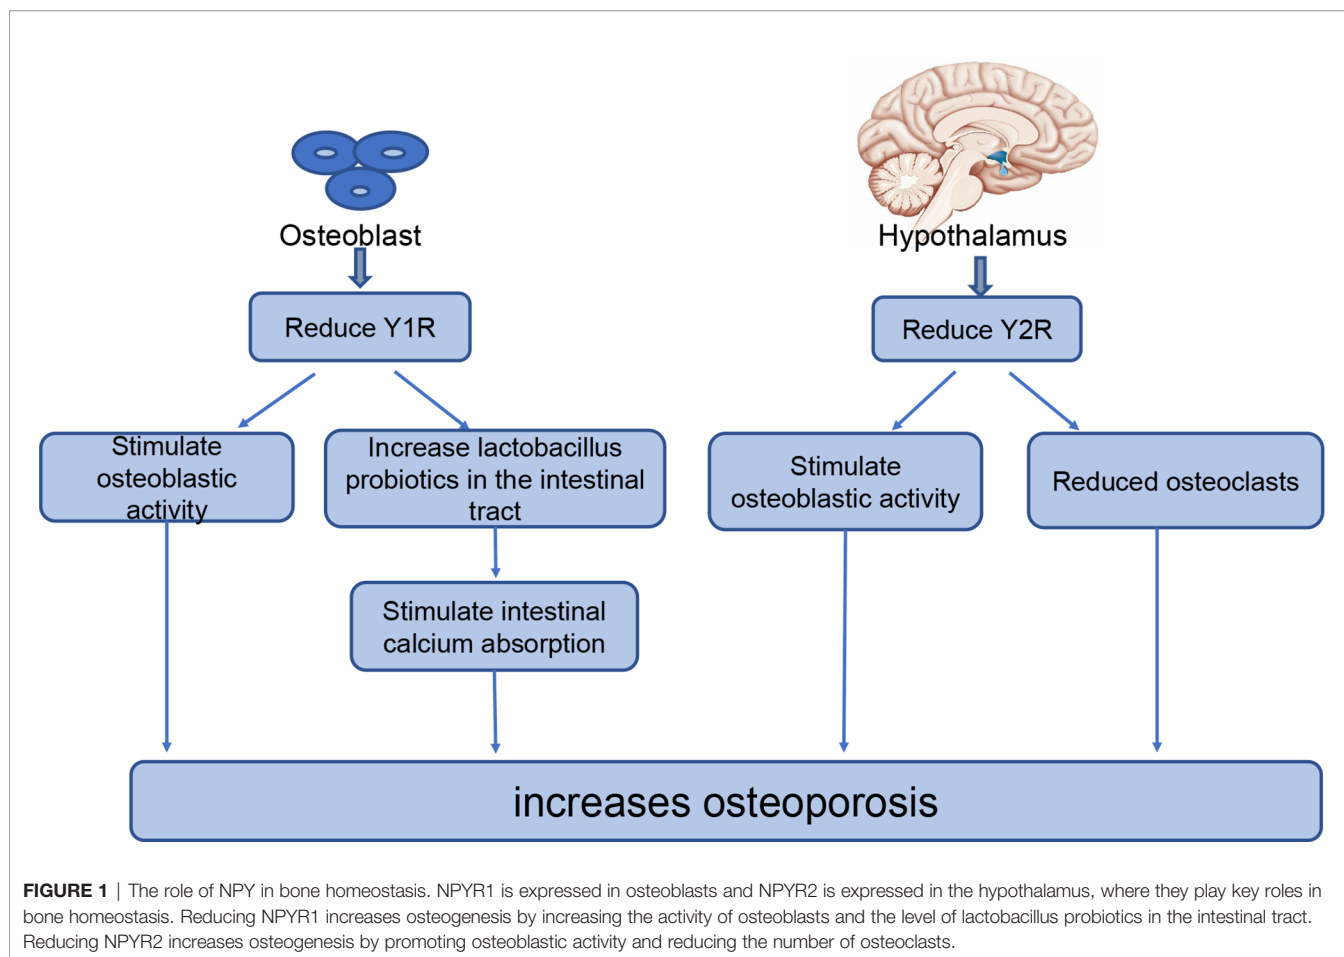 Osteoblast
Hypothalamus
Reduce Y1R
Reduce Y2R
Stimulate
osteoblastic
activity
Increase lactobacillus
probiotics in the intestinal
tract
Stimulate
osteoblastic activity
Reduced osteoclasts
Stimulate intestinal
calcium absorption
increases osteoporosis
FIGURE 1 | The role of NPY in bone homeostasis. NPYR1 is expressed in osteoblasts and NPYR2 is expressed in the hypothalamus, where they play key roles in
bone homeostasis. Reducing NPYR1 increases osteogenesis by increasing the activity of osteoblasts and the level of lactobacillus probiotics in the intestinal tract.
Reducing NPYR2 increases osteogenesis by promoting osteoblastic activity and reducing the number of osteoclasts.